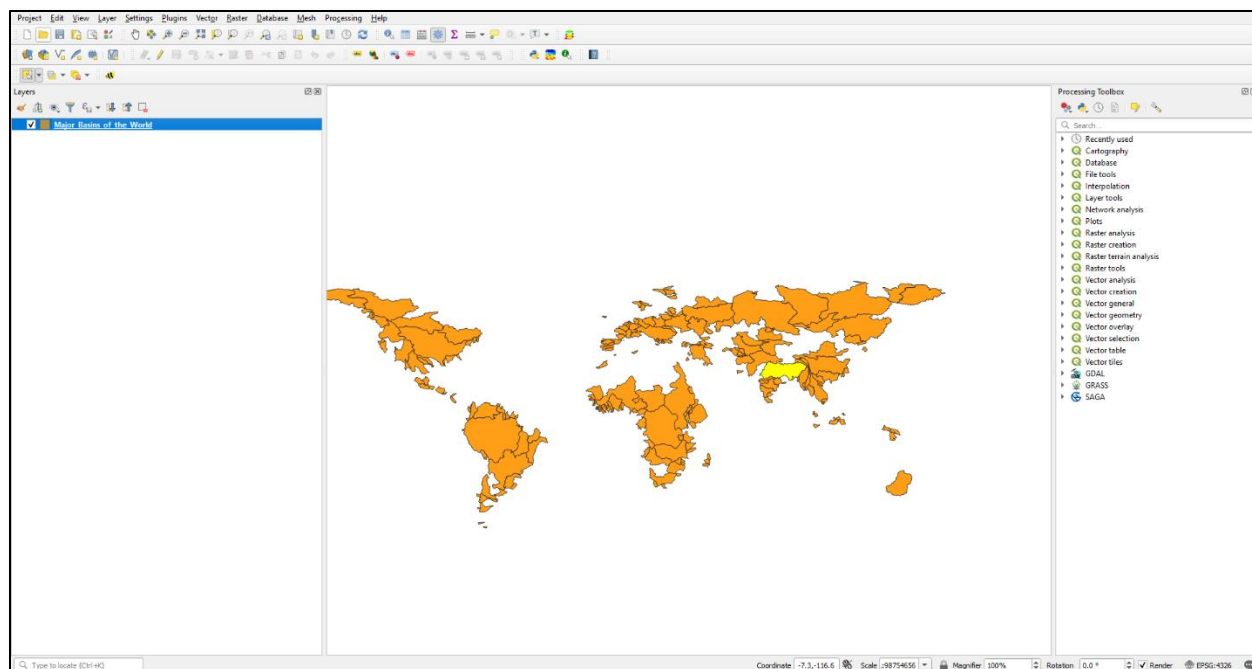 Project Edit View Layer Settings Plugins Vector Raster Database Mesh Processing Help
Layers
Major Basins of the World
Processing Toolbox
Search…
Recently used
Cartography
Database
File tools
Interpolation
Layer tools
Network analysis
Plots
Raster analysis
Raster creation
Raster terrain analysis
Raster tools
Vector analysis
Vector creation
Vector general
Vector geometry
Vector overlay
Vector selection
Vector table
Vector tiles
GDAL
GRASS
SAGA
Type to locate (Ctrl+K) Coordinate -7.3,-116.6 Scale :98754656 Magnifier 100% Rotation 0.0 ° Render EPSG:4326